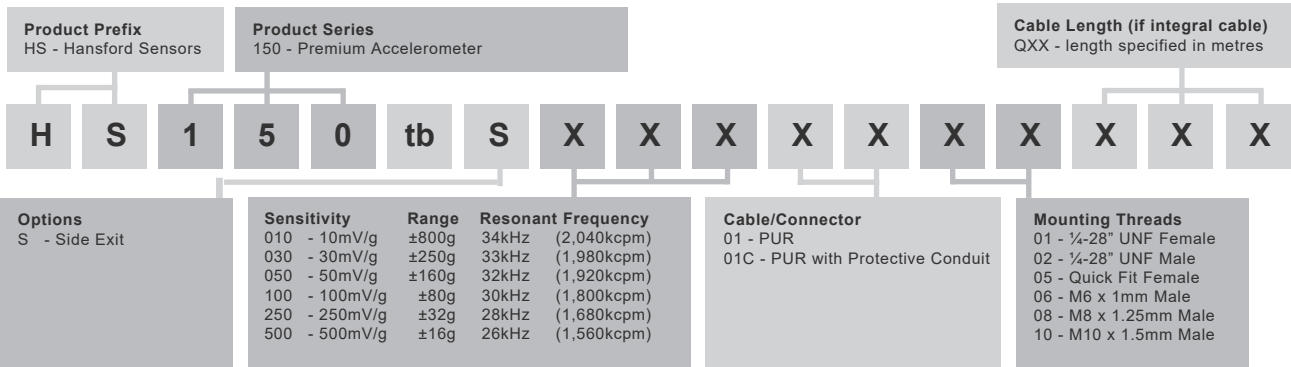 Product Prefix
HS - Hansford Sensors
Product Series
150 - Premium Accelerometer
Cable Length (if integral cable)
QXX - length specified in metres
H S 1 5 0 tb S X X X X X X X X X X
Options
S - Side Exit
Sensitivity Range Resonant Frequency
010 - 10mV/g ±800g 34kHz (2,040kcpm)
030 - 30mV/g ±250g 33kHz (1,980kcpm)
050 - 50mV/g ±160g 32kHz (1,920kcpm)
100 - 100mV/g ±80g 30kHz (1,800kcpm)
250 - 250mV/g ±32g 28kHz (1,680kcpm)
500 - 500mV/g ±16g 26kHz (1,560kcpm)
Cable/Connector
01 - PUR
01C - PUR with Protective Conduit
Mounting Threads
01 - ¼-28” UNF Female
02 - ¼-28” UNF Male
05 - Quick Fit Female
06 - M6 x 1mm Male
08 - M8 x 1.25mm Male
10 - M10 x 1.5mm Male